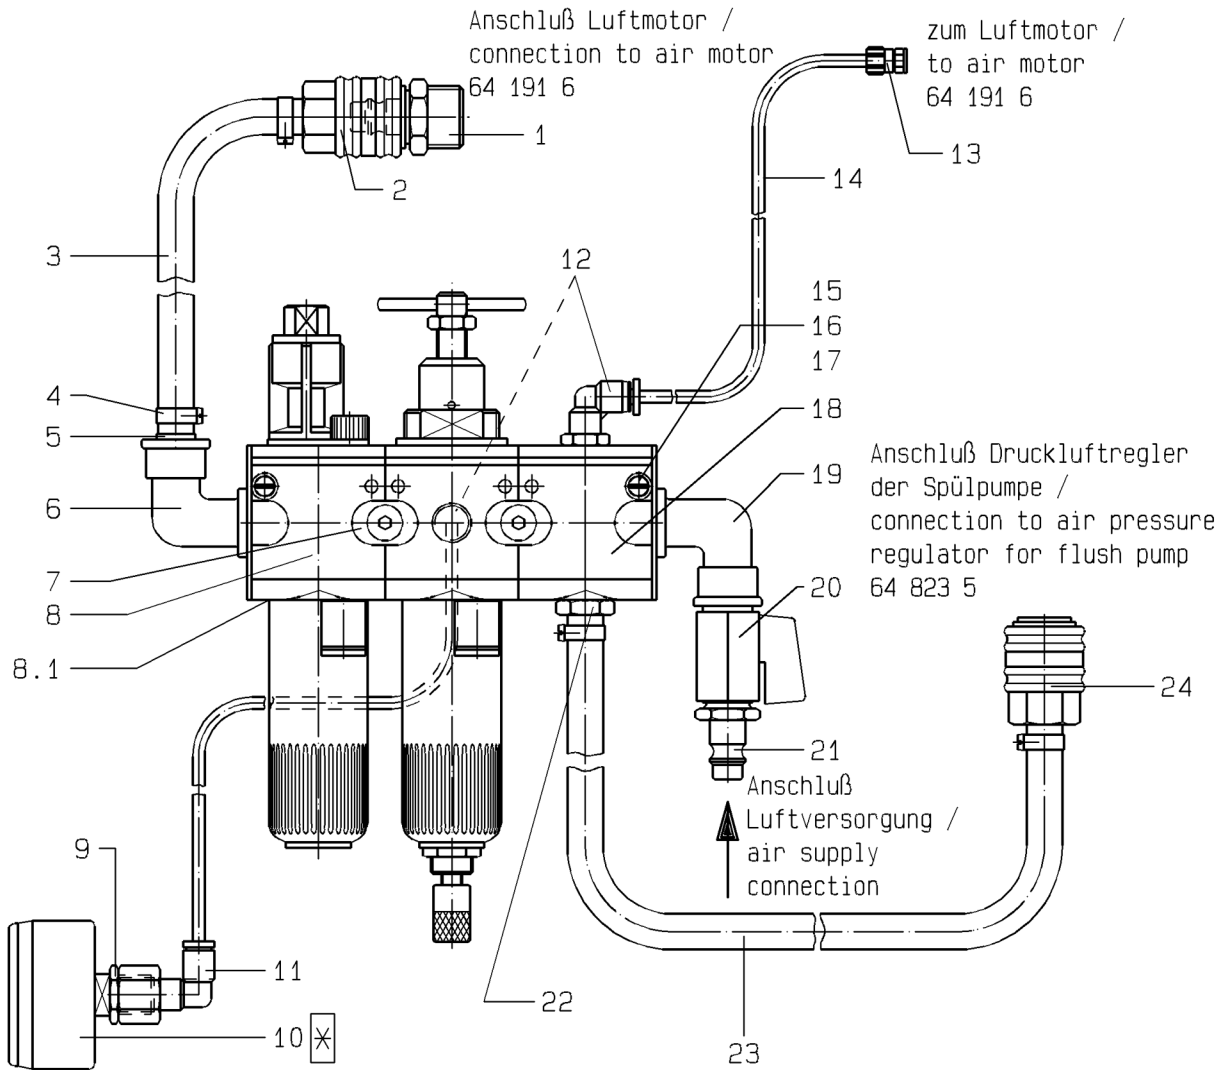 Anschluß Luftmotor /
connection to air motor
64 191 6
zum Luftmotor /
to air motor
64 191 6
1
13
2
14
3
12
15
16
17
4
18
5
Anschluß Druckluftregler
der Spülpumpe /
connection to air pressure
regulator for flush pump
64 823 5
19
6
7
20
8
8.1
24
21
Anschluß
Luftversorgung /
air supply
connection
9
11
22
10 *
23